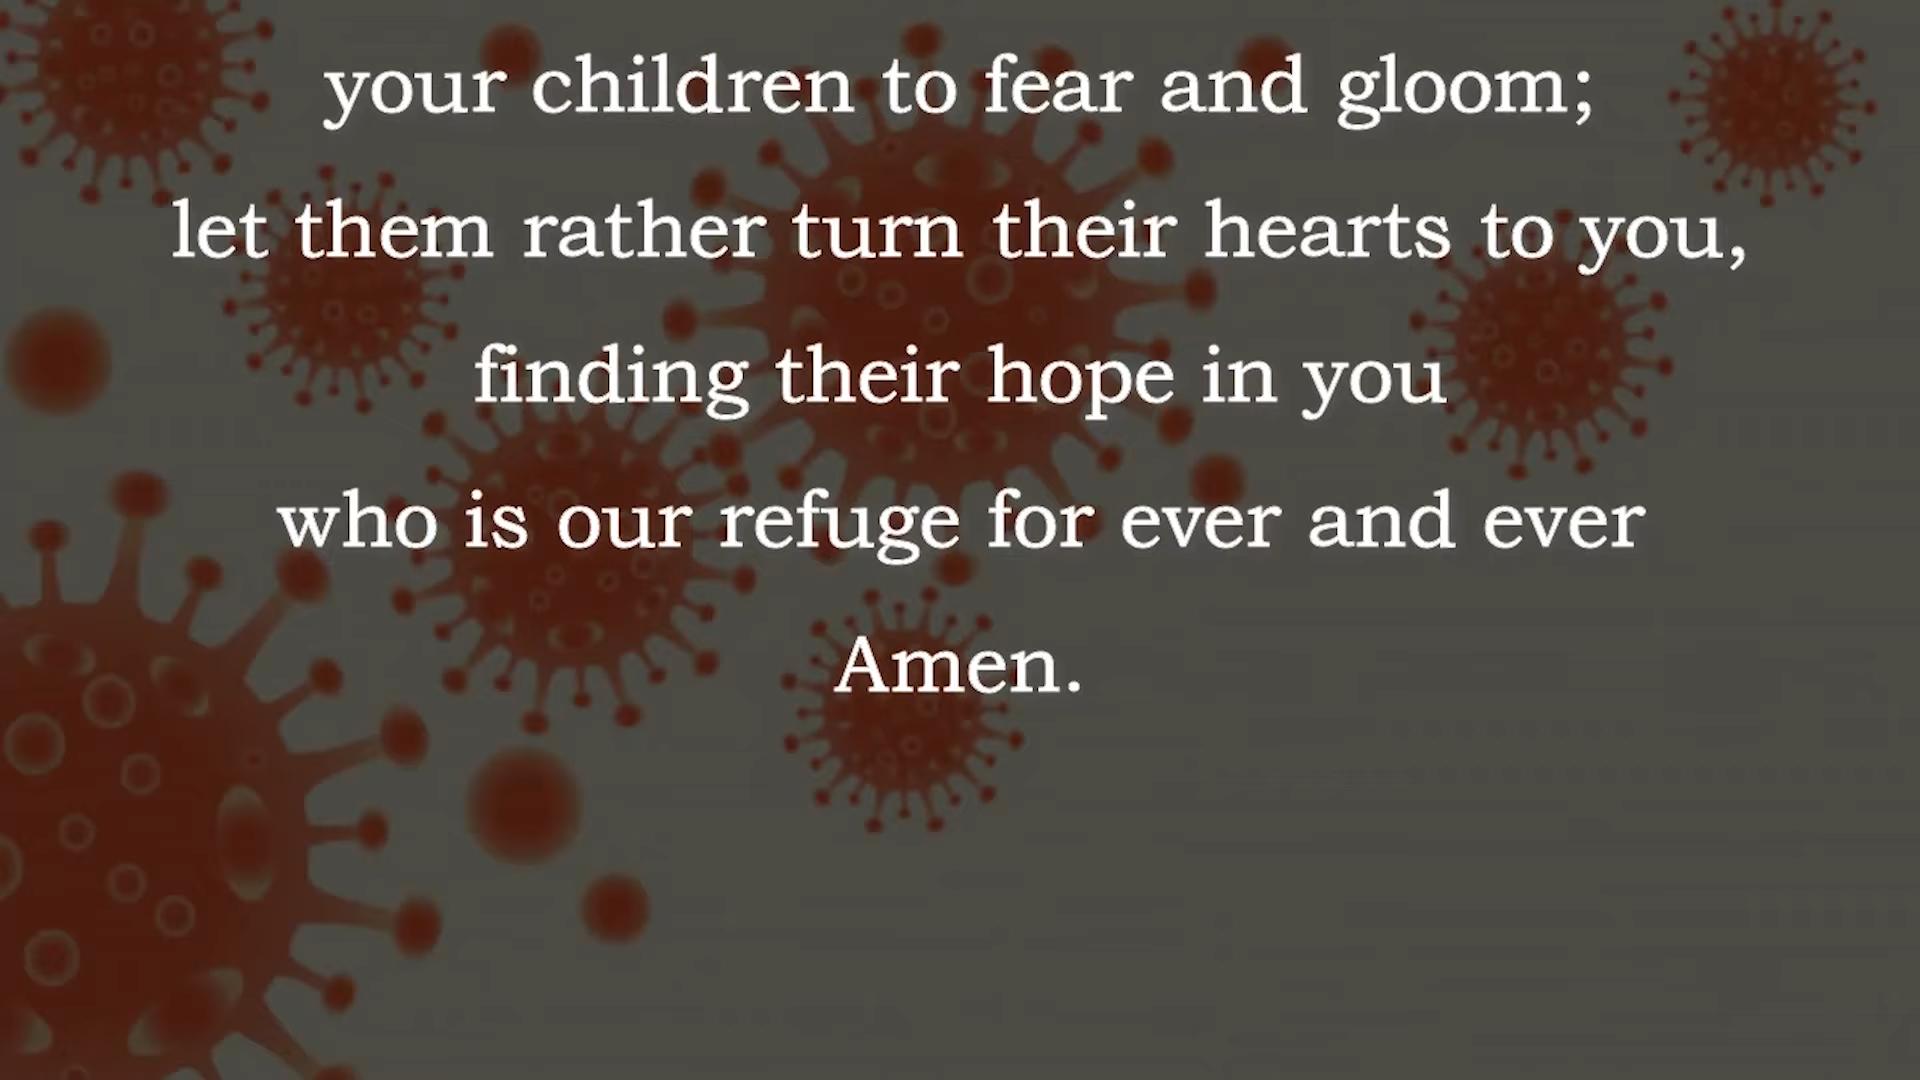 your children to fear and gloom;
let them rather turn their hearts to you,
finding their hope in you
who is our refuge for ever and ever
Amen.